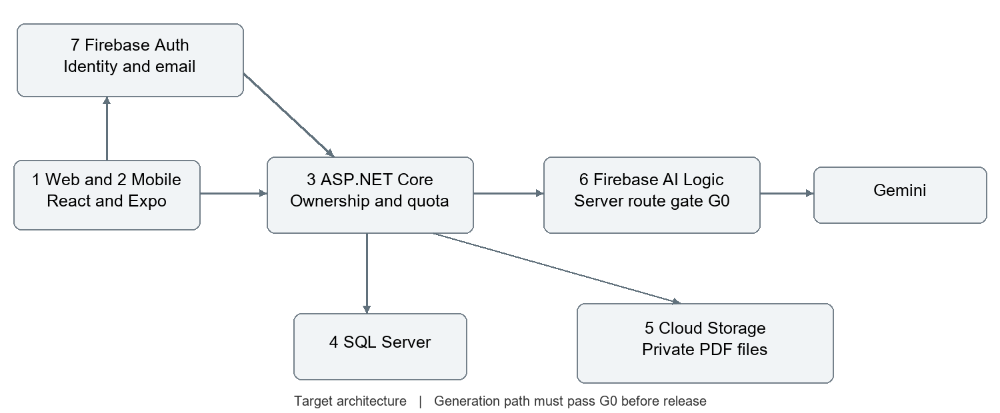 7 Firebase Auth
Identity and email
1 Web and 2 Mobile
React and Expo
3 ASP.NET Core
Ownership and quota
6 Firebase AI Logic
Server route gate G0
Gemini
4 SQL Server
5 Cloud Storage
Private PDF files
Target architecture | Generation path must pass G0 before release